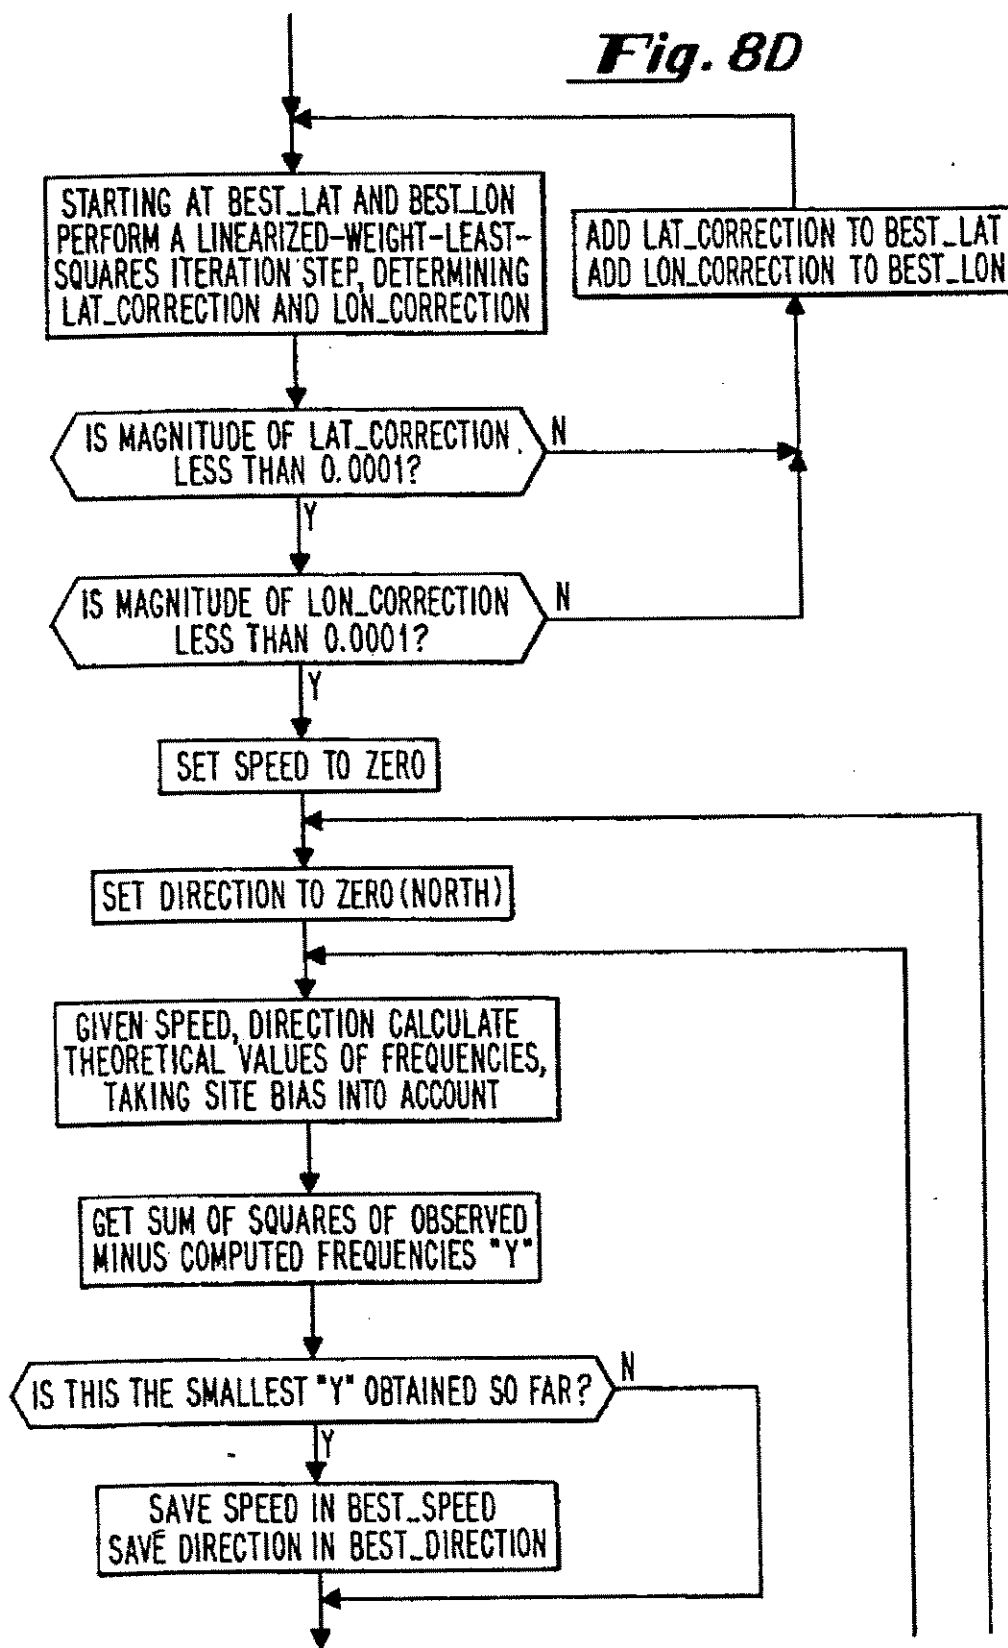 Fig. 8D
STARTING AT BEST_LAT AND BEST_LON
PERFORM A LINEARIZED-WEIGHT-LEAST-
SQUARES ITERATION STEP, DETERMINING
LAT_CORRECTION AND LON_CORRECTION
ADD LAT_CORRECTION TO BEST_LAT
ADD LON_CORRECTION TO BEST_LON
IS MAGNITUDE OF LAT_CORRECTION
LESS THAN 0.0001?
N
Y
IS MAGNITUDE OF LON_CORRECTION
LESS THAN 0.0001?
N
Y
SET SPEED TO ZERO
SET DIRECTION TO ZERO (NORTH)
GIVEN SPEED, DIRECTION CALCULATE
THEORETICAL VALUES OF FREQUENCIES,
TAKING SITE BIAS INTO ACCOUNT
GET SUM OF SQUARES OF OBSERVED
MINUS COMPUTED FREQUENCIES "Y"
IS THIS THE SMALLEST "Y" OBTAINED SO FAR?
N
Y
SAVE SPEED IN BEST_SPEED
SAVE DIRECTION IN BEST_DIRECTION